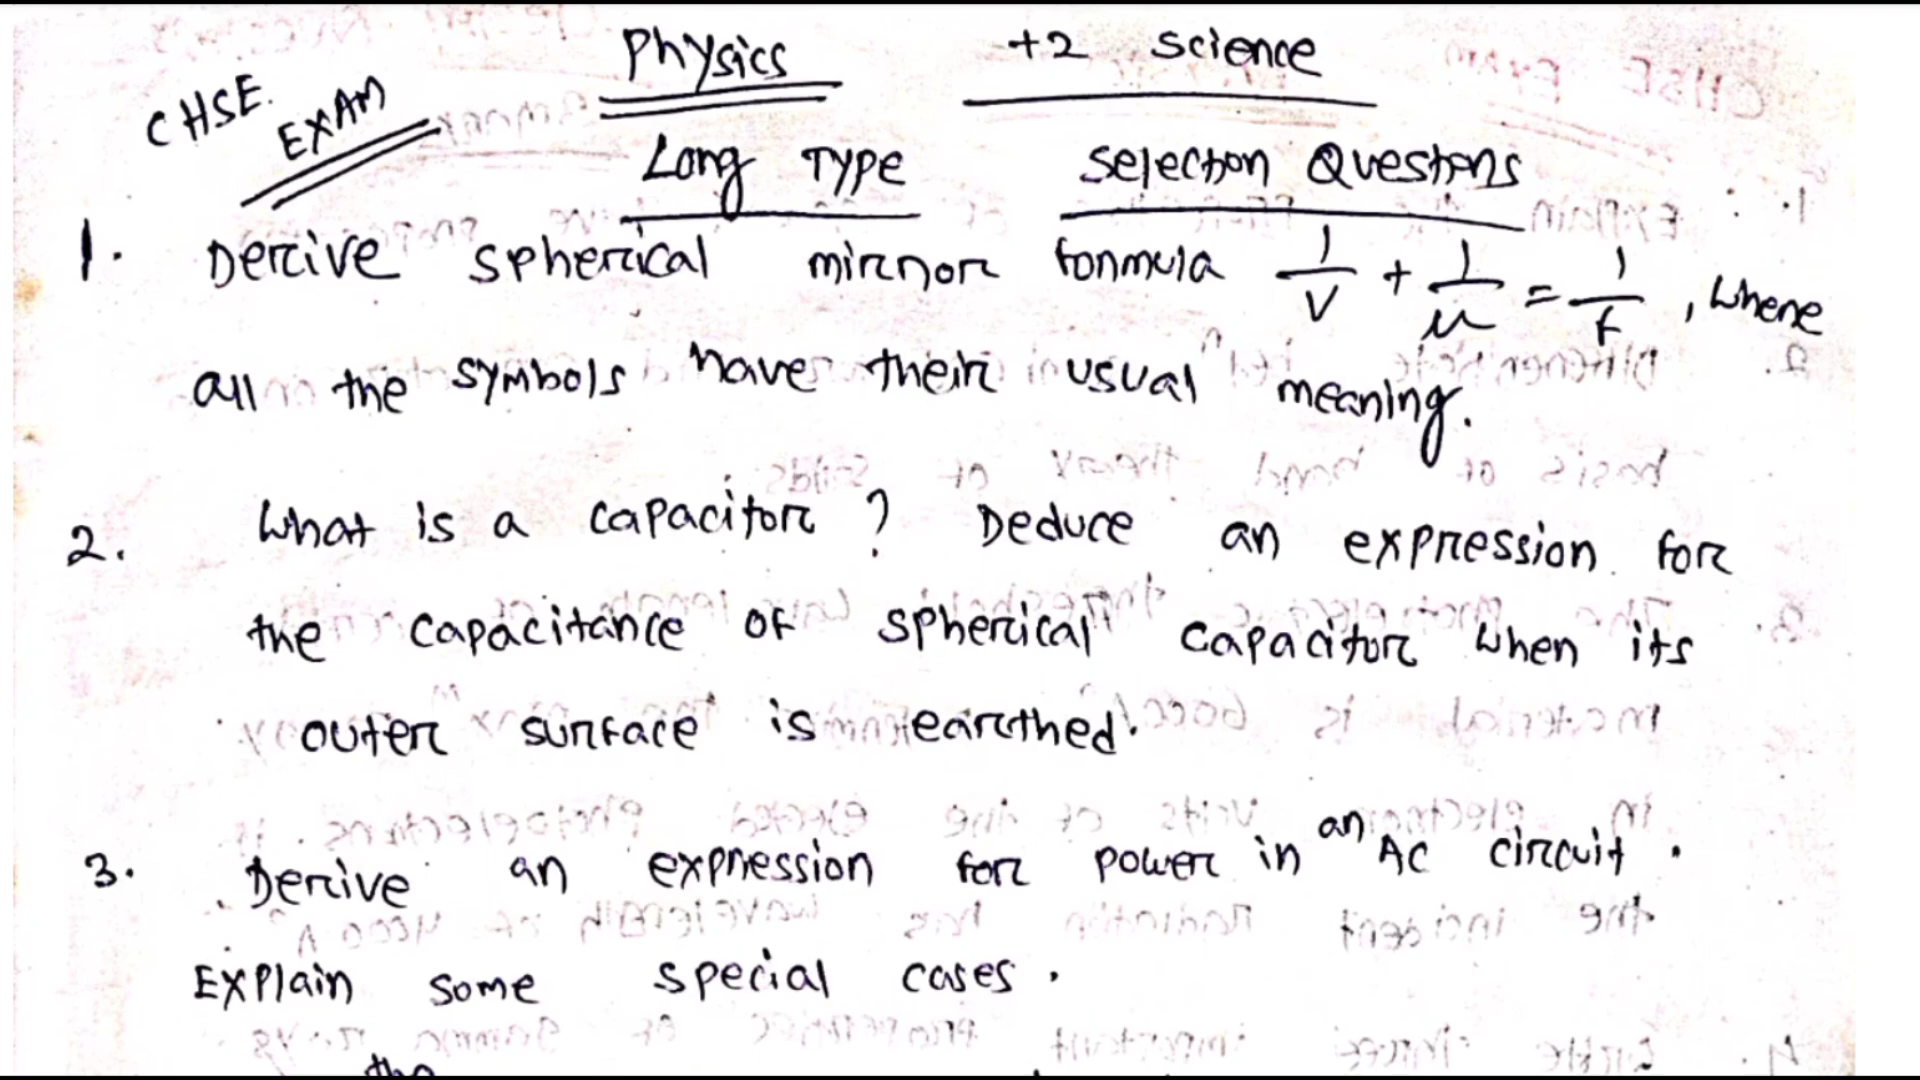 Physics +2 Science
CHSE. EXAM
Long TYPE Selection Questions
1. Derive spherical mirror formula 1/v + 1/u = 1/f, where
all the symbols have their usual meaning.
2. What is a capacitor? Deduce an expression for
the capacitance of spherical capacitor when its
outer surface is earthed.
3. Derive an expression for power in an AC circuit.
Explain some special cases.
the